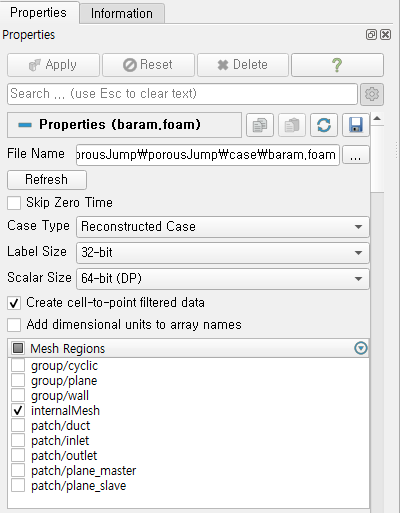 Properties Information
Properties
Apply Reset Delete ?
Search ... (use Esc to clear text)
Properties (baram.foam)
File Name orousJump₩porousJump₩case₩baram.foam ...
Refresh
Skip Zero Time
Case Type Reconstructed Case
Label Size 32-bit
Scalar Size 64-bit (DP)
Create cell-to-point filtered data
Add dimensional units to array names
Mesh Regions
group/cyclic
group/plane
group/wall
internalMesh
patch/duct
patch/inlet
patch/outlet
patch/plane_master
patch/plane_slave